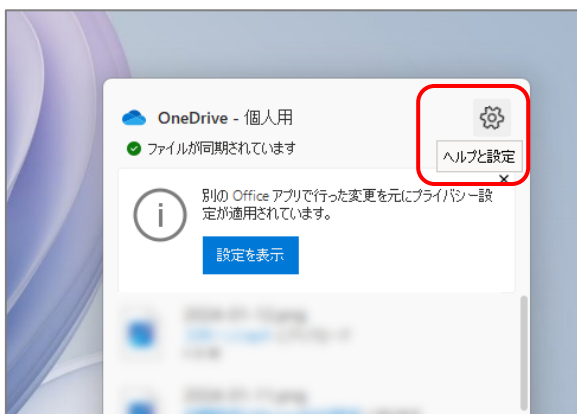 OneDrive - 個人用
ファイルが同期されています
ヘルプと設定
別の Office アプリで行った変更を元にプライバシー設
定が適用されています。
設定を表示